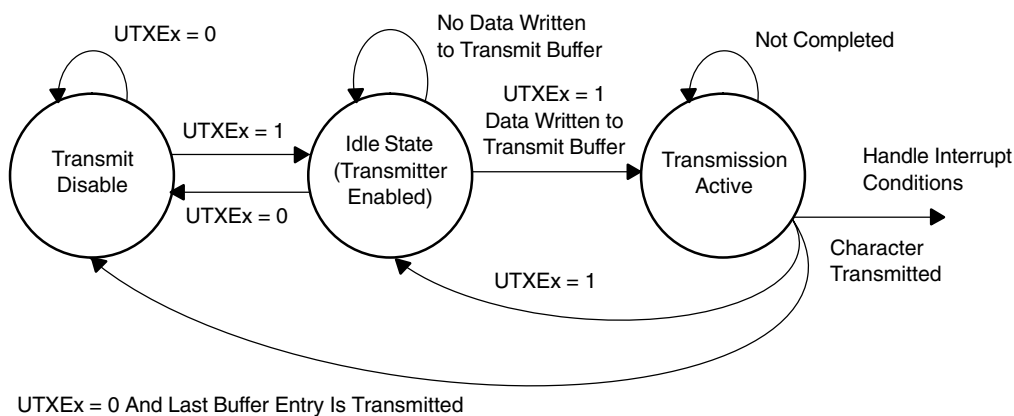 UTXEx = 0
No Data Written
to Transmit Buffer
Not Completed
Transmit
Disable
UTXEx = 1
UTXEx = 0
Idle State
(Transmitter
Enabled)
UTXEx = 1
Data Written to
Transmit Buffer
Transmission
Active
Handle Interrupt
Conditions
Character
Transmitted
UTXEx = 1
UTXEx = 0 And Last Buffer Entry Is Transmitted